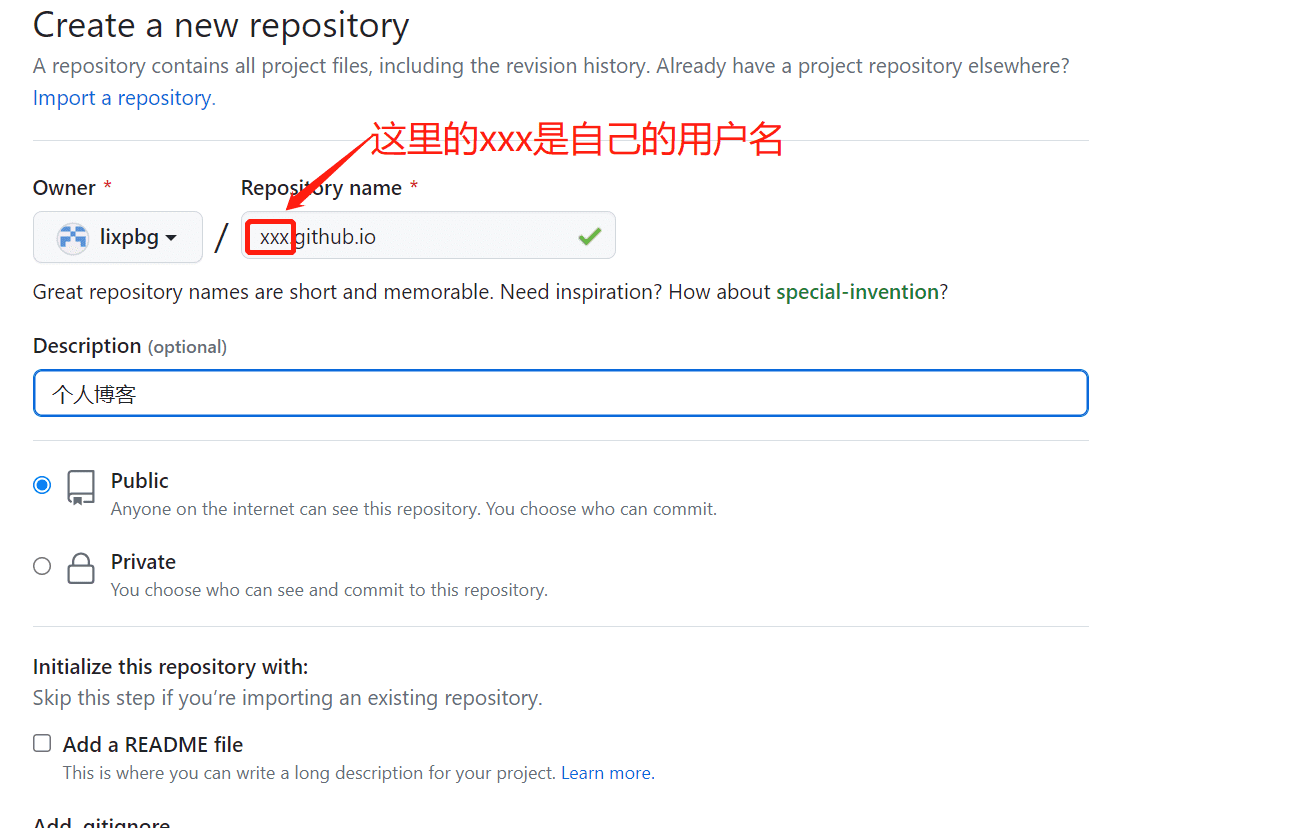 Create a new repository
A repository contains all project files, including the revision history. Already have a project repository elsewhere?
Import a repository.
这里的xxx是自己的用户名
Owner * Repository name *
lixpbg / xxx.github.io
Great repository names are short and memorable. Need inspiration? How about special-invention?
Description (optional)
个人博客
Public
Anyone on the internet can see this repository. You choose who can commit.
Private
You choose who can see and commit to this repository.
Initialize this repository with:
Skip this step if you’re importing an existing repository.
Add a README file
This is where you can write a long description for your project. Learn more.
Add .gitignore